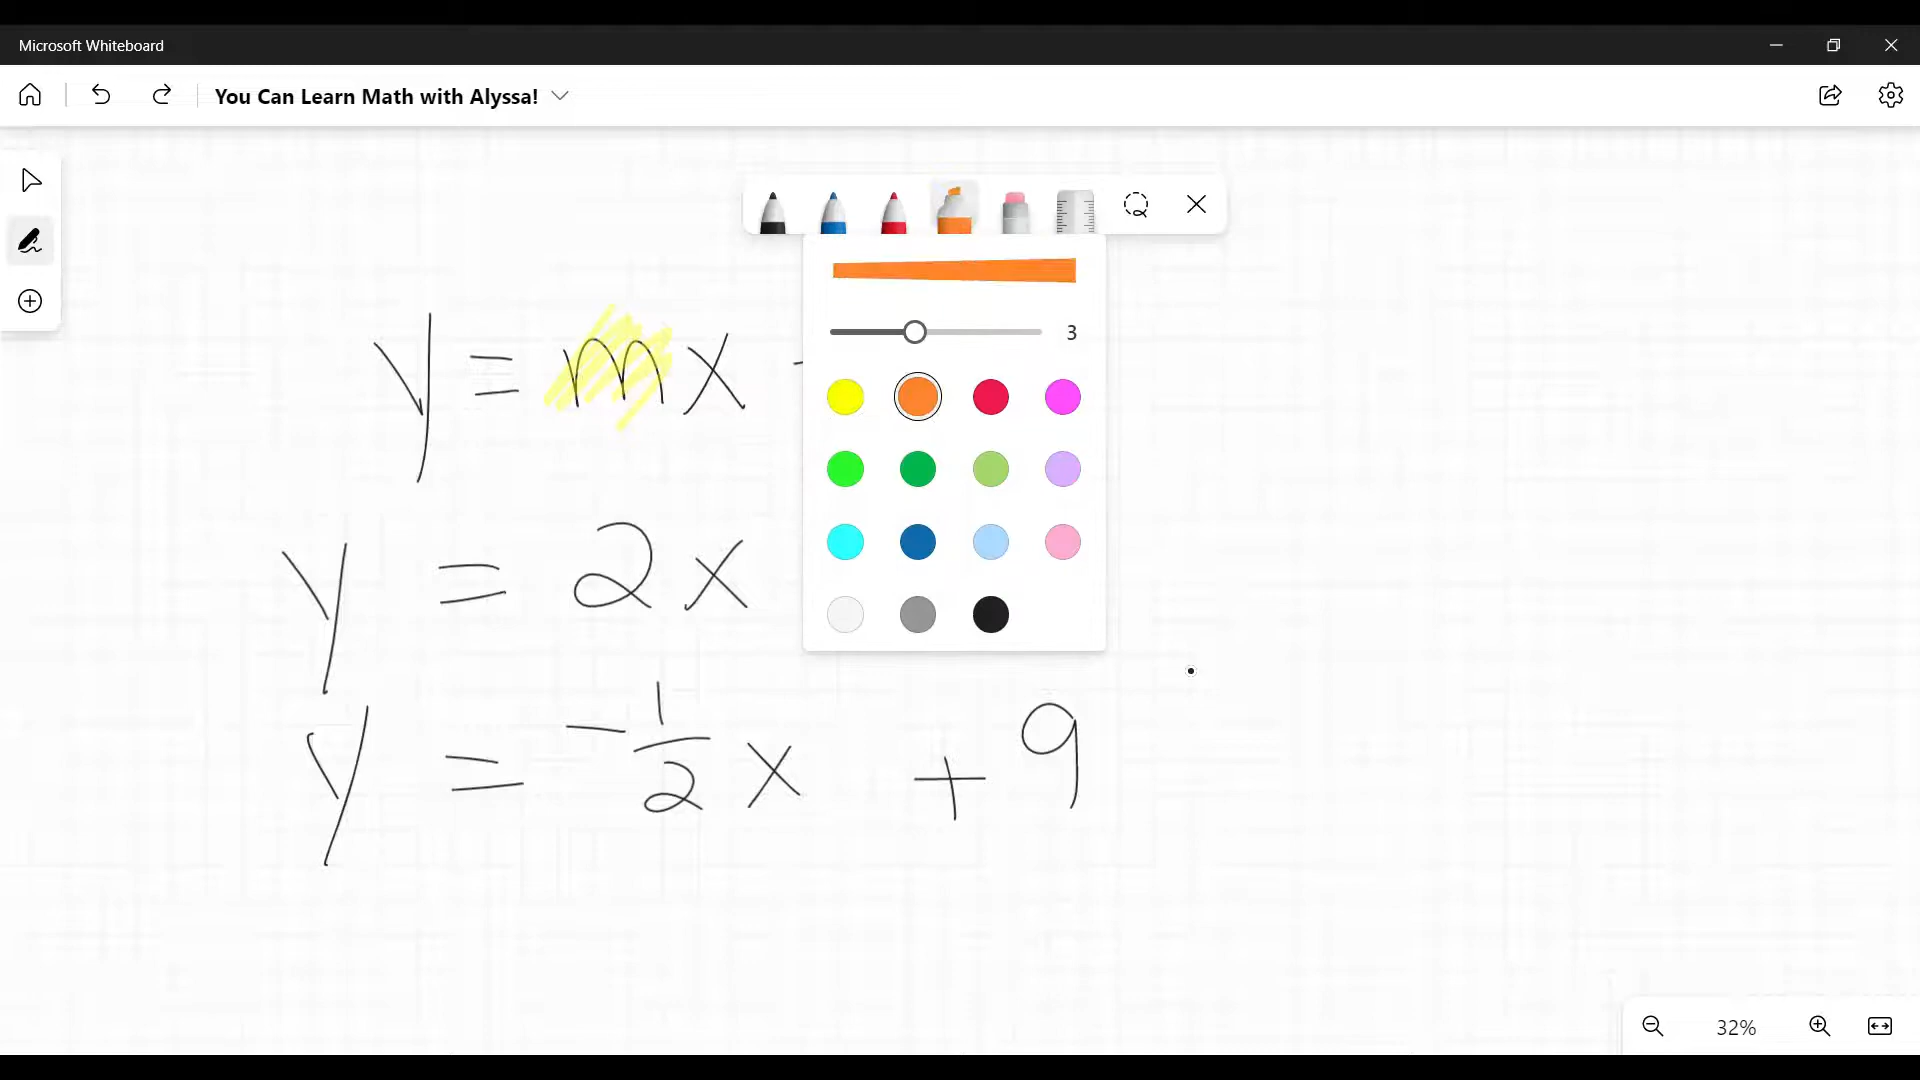 Microsoft Whiteboard
You Can Learn Math with Alyssa!
3
y = mx -
y = 2x
y = -1/2 x + 9
32%